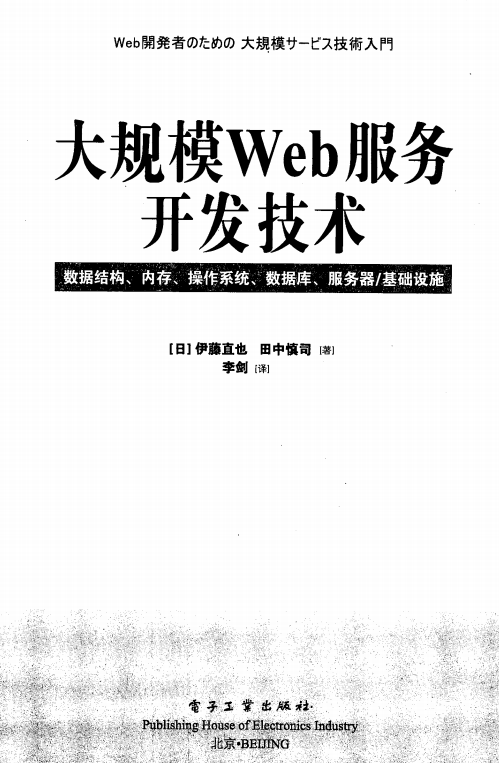 Web開発者のための 大規模サービス技術入門
大规模Web服务
开发技术
数据结构、内存、操作系统、数据库、服务器/基础设施
[日]伊藤直也 田中慎司 [著]
李剑 [译]
電子工業出版社.
Publishing House of Electronics Industry
北京•BEIJING